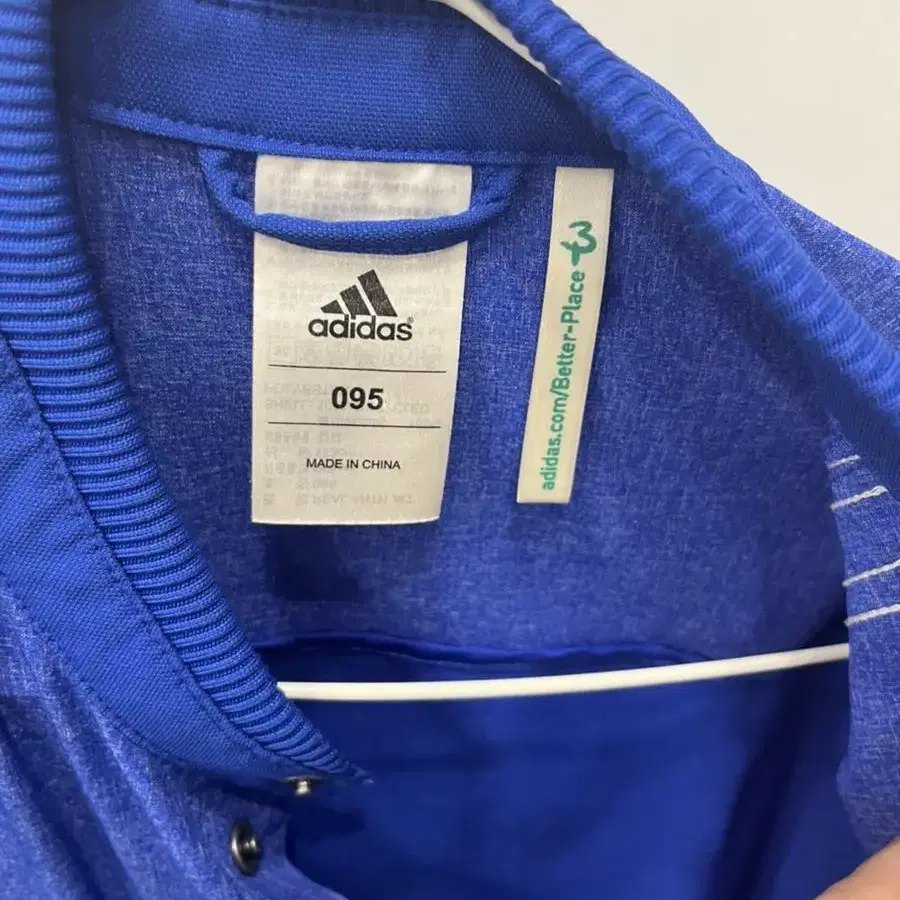 adidas
095
MADE IN CHINA
adidas.com/Better-Place